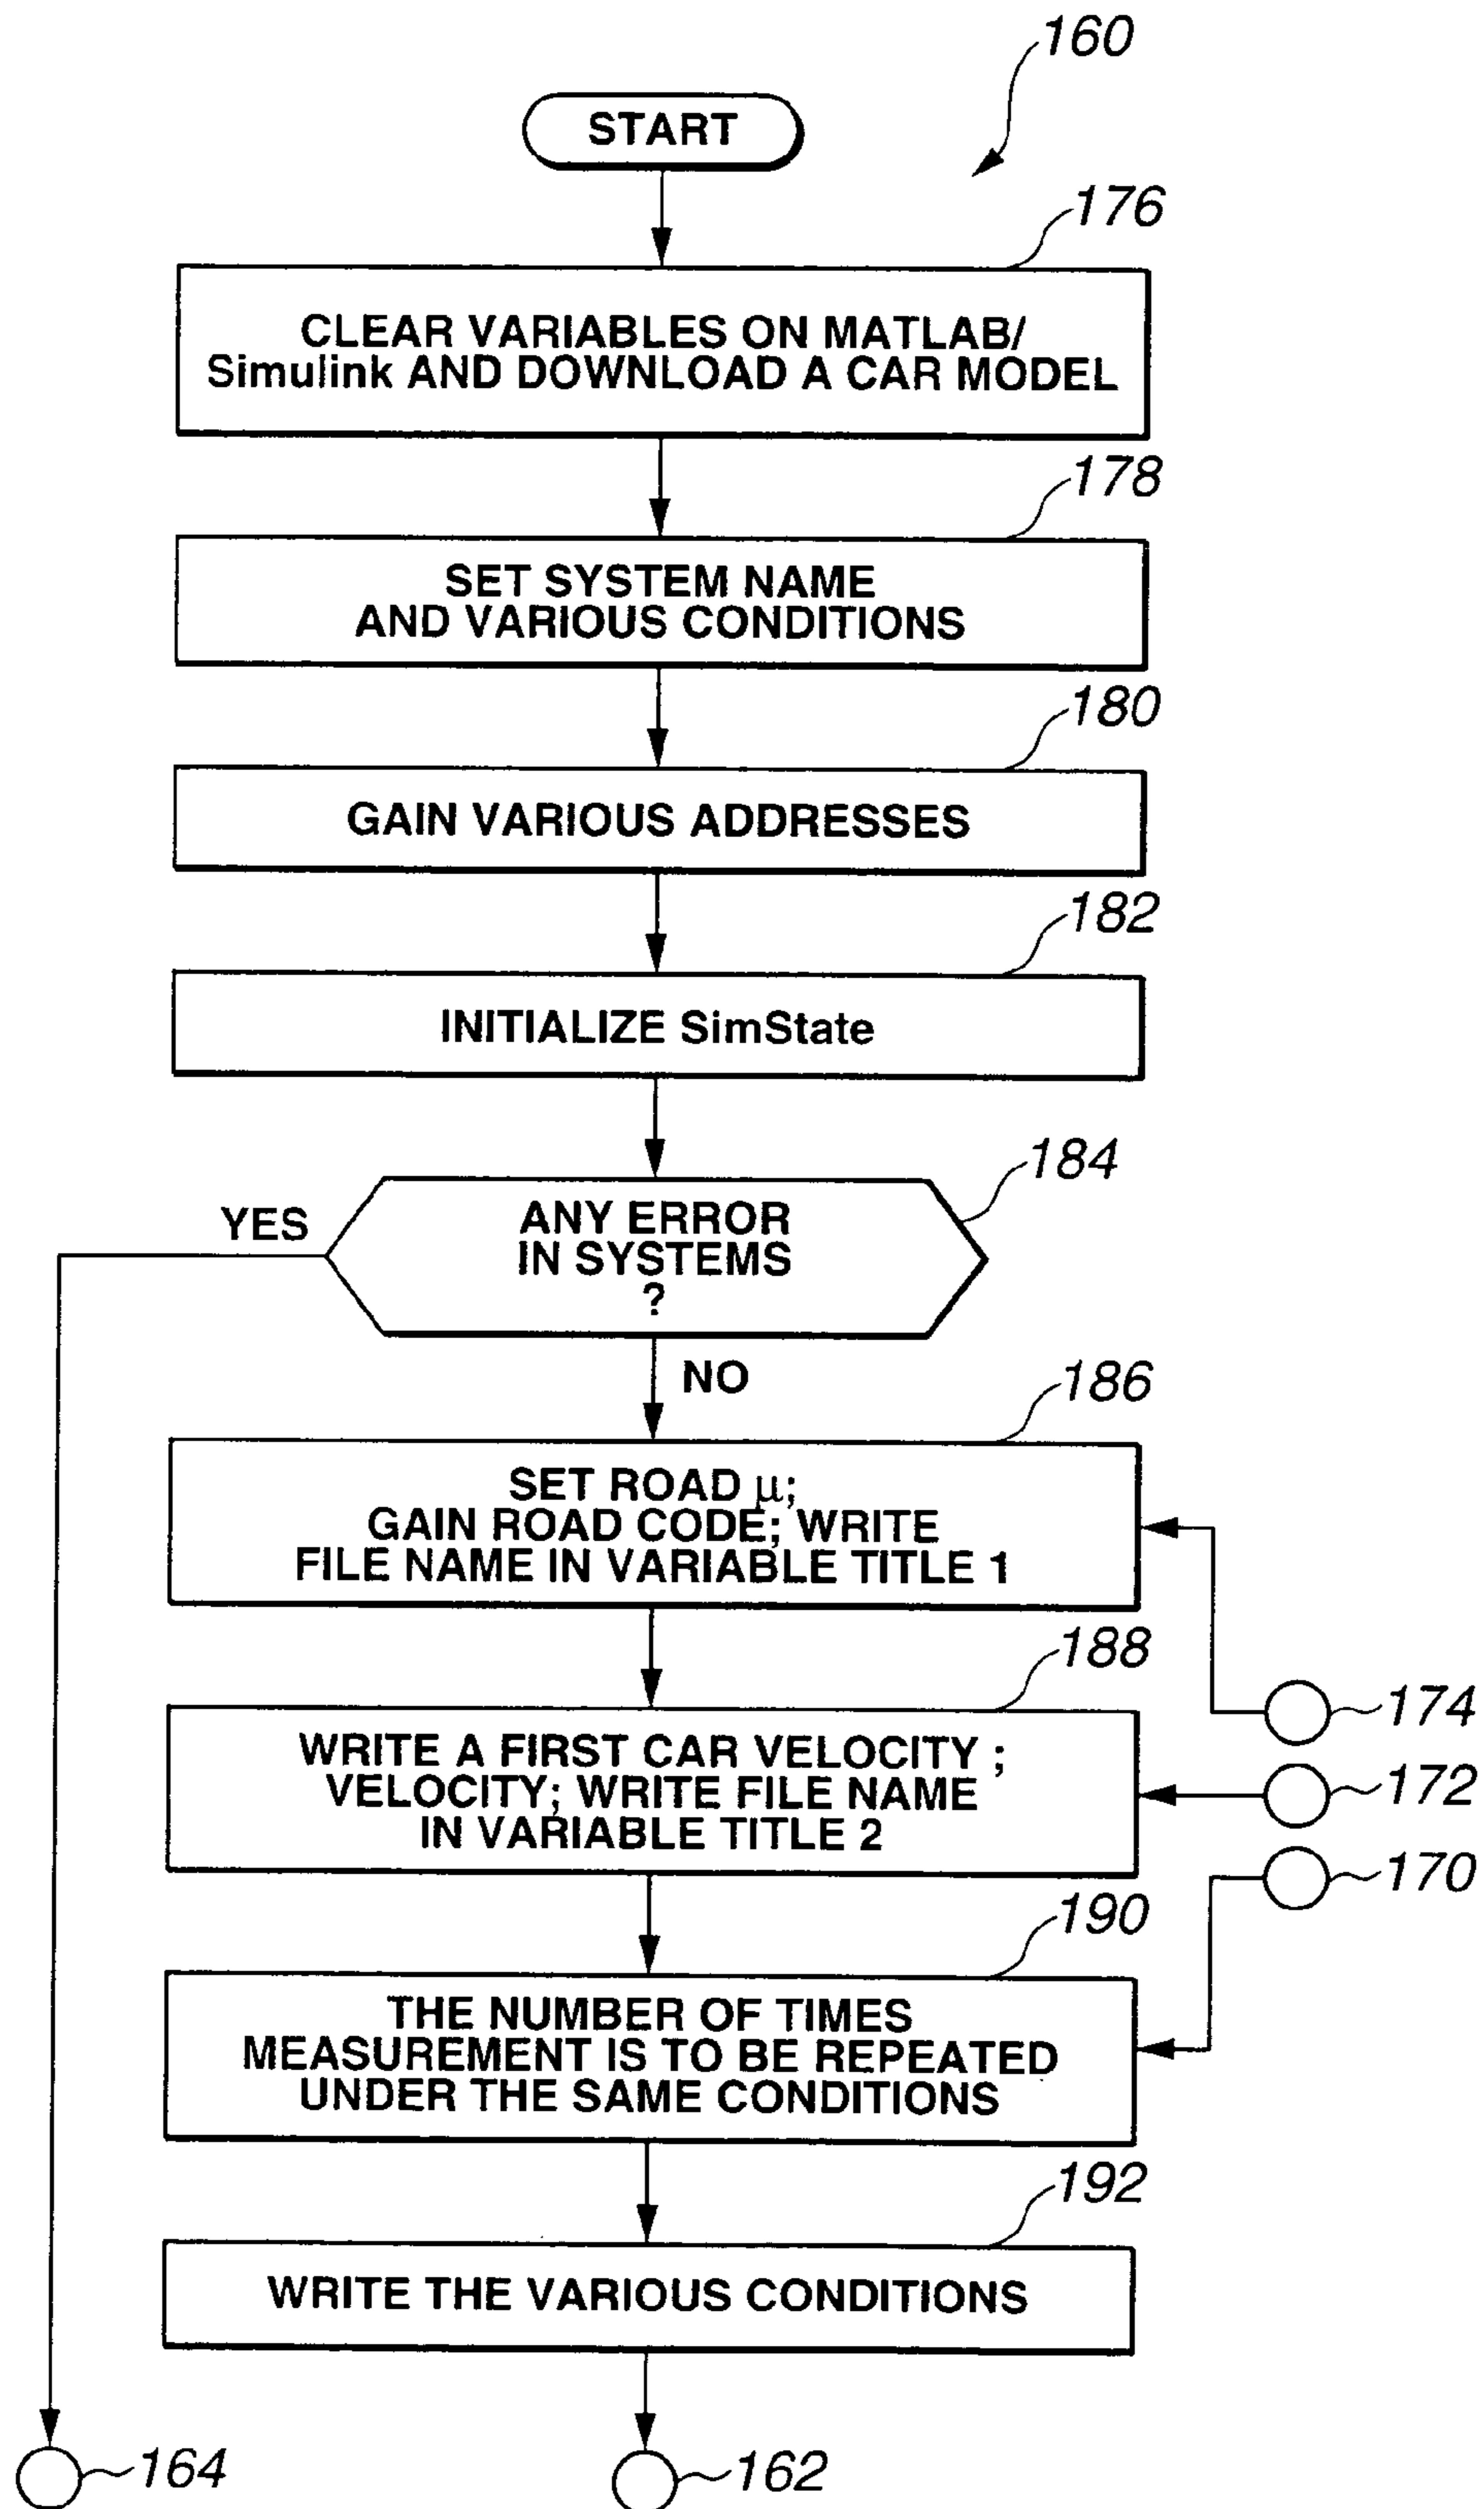 160
START
176
CLEAR VARIABLES ON MATLAB/
Simulink AND DOWNLOAD A CAR MODEL
178
SET SYSTEM NAME
AND VARIOUS CONDITIONS
180
GAIN VARIOUS ADDRESSES
182
INITIALIZE SimState
184
YES
ANY ERROR
IN SYSTEMS
?
NO
186
SET ROAD µ;
GAIN ROAD CODE; WRITE
FILE NAME IN VARIABLE TITLE 1
188
174
WRITE A FIRST CAR VELOCITY ;
VELOCITY; WRITE FILE NAME
IN VARIABLE TITLE 2
172
170
190
THE NUMBER OF TIMES
MEASUREMENT IS TO BE REPEATED
UNDER THE SAME CONDITIONS
192
WRITE THE VARIOUS CONDITIONS
164
162